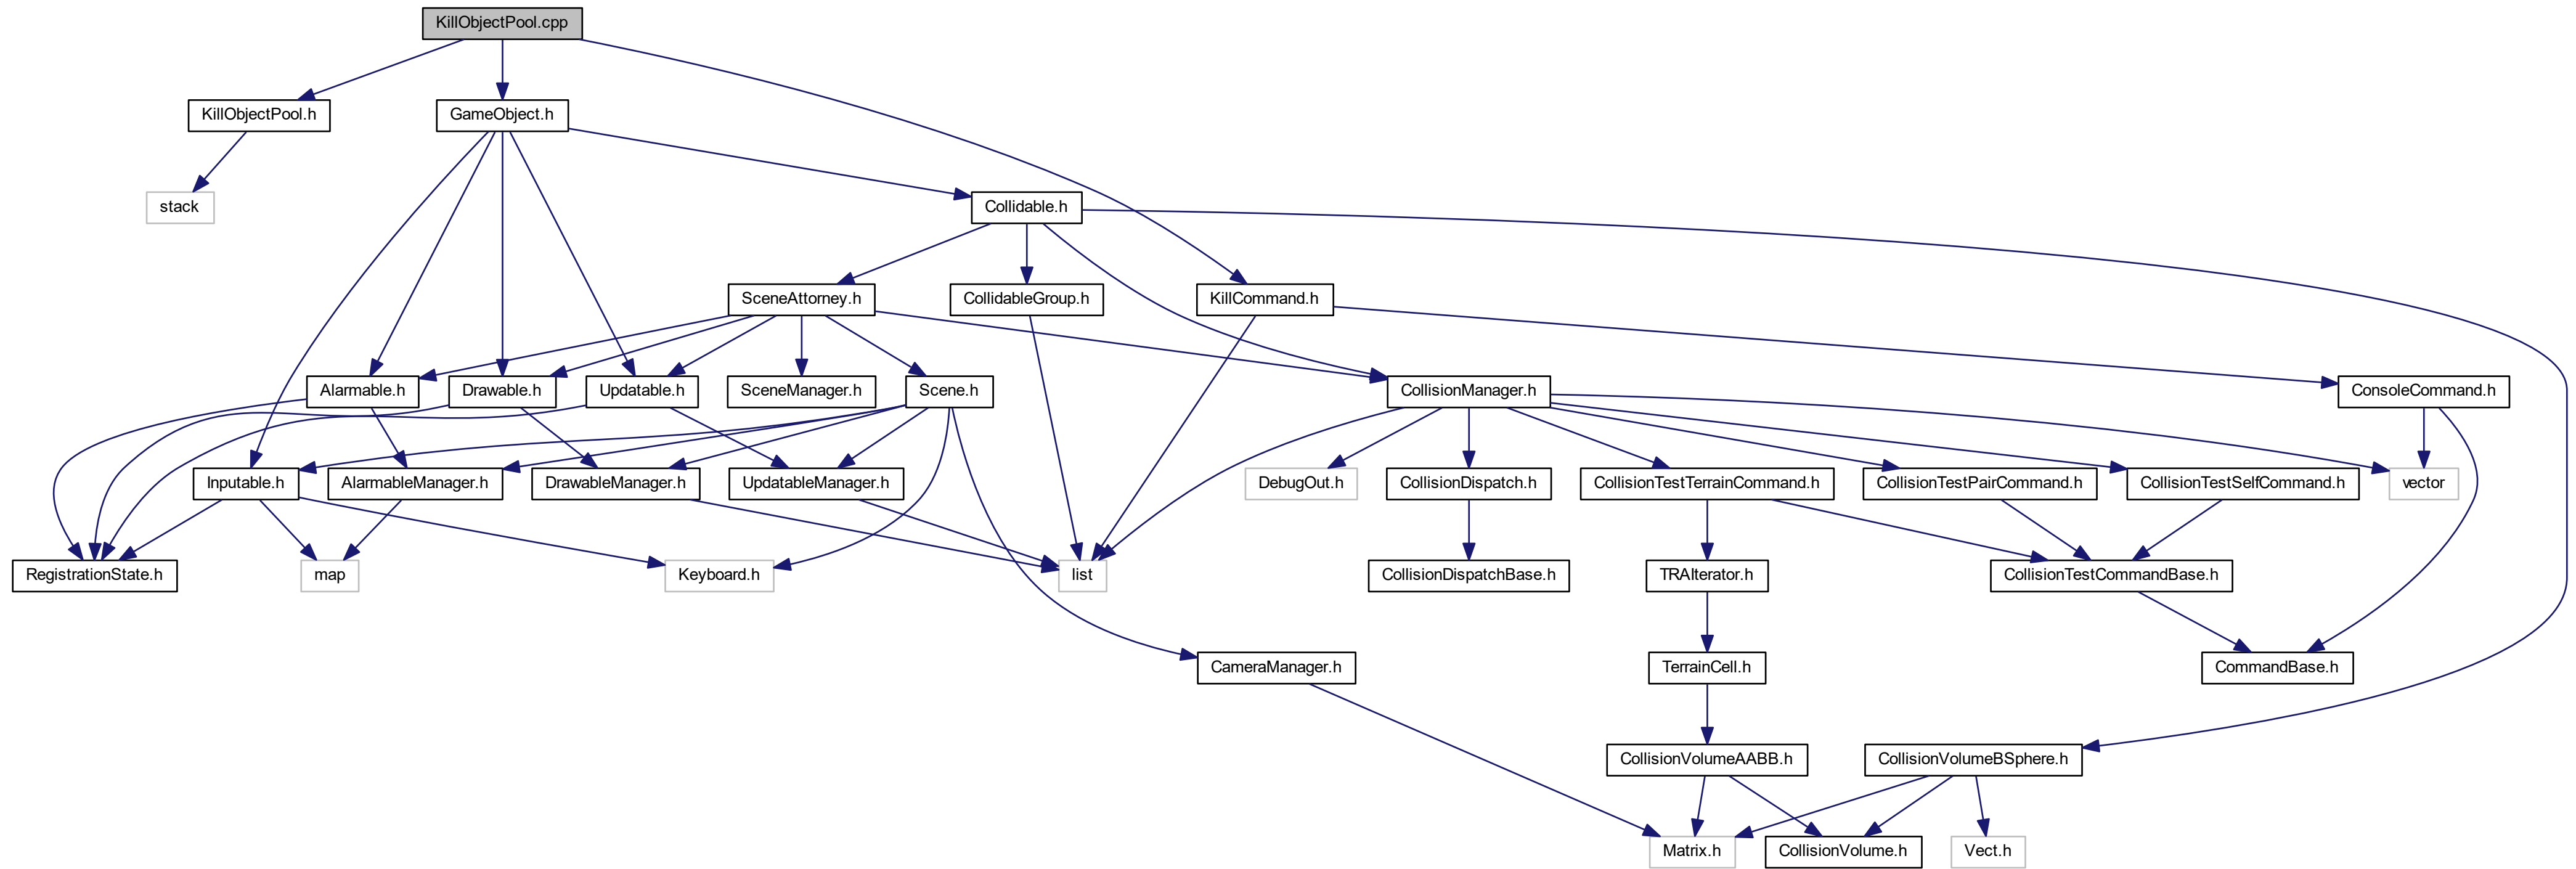 KillObjectPool.cpp
KillObjectPool.h
GameObject.h
stack
Collidable.h
SceneAttorney.h
CollidableGroup.h
KillCommand.h
Alarmable.h
Drawable.h
Updatable.h
SceneManager.h
Scene.h
CollisionManager.h
ConsoleCommand.h
Inputable.h
AlarmableManager.h
DrawableManager.h
UpdatableManager.h
DebugOut.h
CollisionDispatch.h
CollisionTestTerrainCommand.h
CollisionTestPairCommand.h
CollisionTestSelfCommand.h
vector
RegistrationState.h
map
Keyboard.h
list
CollisionDispatchBase.h
TRAIterator.h
CollisionTestCommandBase.h
CameraManager.h
TerrainCell.h
CommandBase.h
CollisionVolumeAABB.h
CollisionVolumeBSphere.h
Matrix.h
CollisionVolume.h
Vect.h